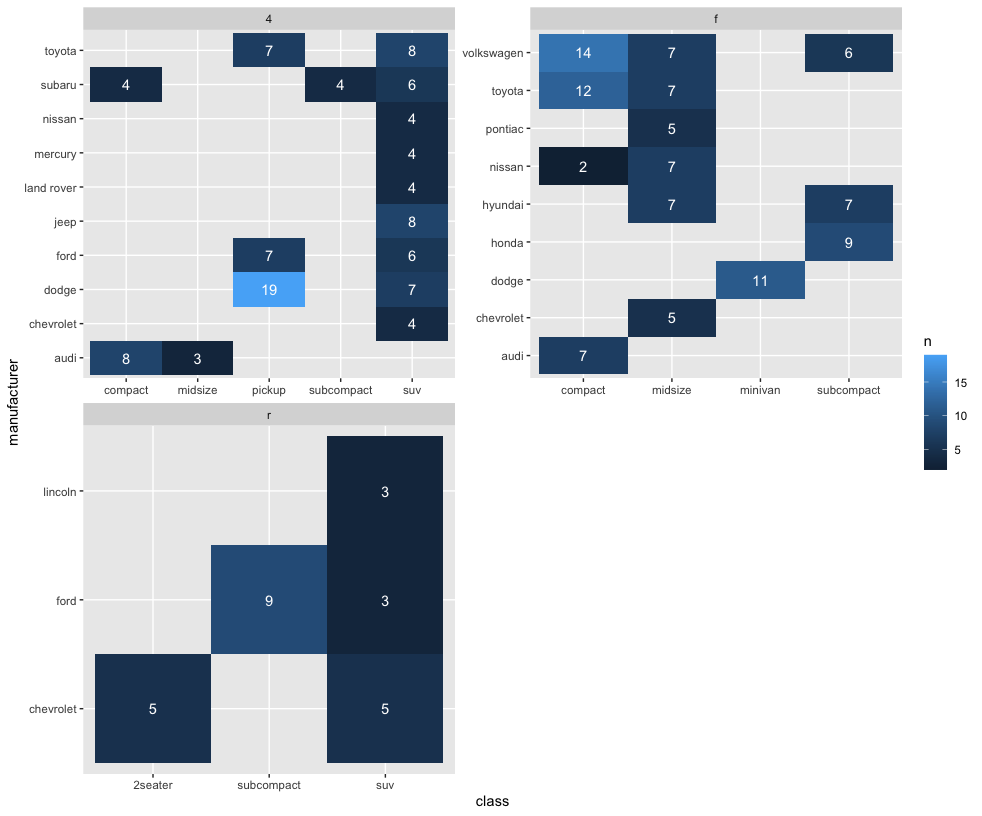 4
toyota 7 8
subaru 4 4 6
nissan 4
mercury 4
land rover 4
jeep 8
ford 7 6
dodge 19 7
chevrolet 4
audi 8 3
compact midsize pickup subcompact suv
f
volkswagen 14 7 6
toyota 12 7
pontiac 5
nissan 2 7
hyundai 7 7
honda 9
dodge 11
chevrolet 5
audi 7
compact midsize minivan subcompact
r
lincoln 3
ford 9 3
chevrolet 5 5
2seater subcompact suv
manufacturer
class
n
15
10
5